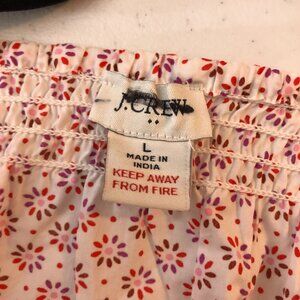 J.CREW
L
MADE IN
INDIA
KEEP AWAY
FROM FIRE